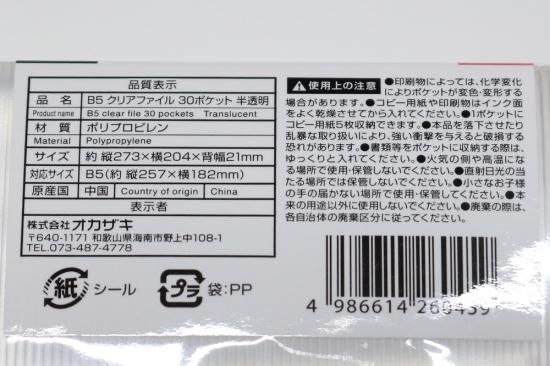 品質表示
品 名 B5 クリアファイル 30ポケット 半透明
Product name B5 clear file 30 pockets Translucent
材 質 ポリプロピレン
Material Polypropylene
サイズ 約 縦273×横204×背幅21mm
対応サイズ B5(約 縦257×横182mm)
原産国 中国 Country of origin China
表示者
株式会社オカザキ
〒640-1171 和歌山県海南市野上中108-1
TEL.073-487-4778
紙 シール
プラ 袋:PP
使用上の注意 ●印刷物によっては、化学変化
によりポケットが変色・変形する
場合があります。●コピー用紙や印刷物はインク面
をよく乾燥させてから入れてください。●1ポケットに
コピー用紙5枚収納できます。●本品を落下させたり
乱暴な取り扱いにより、強い衝撃を与えると破損する
恐れがあります。●書類等をポケットに収納する際は、
ゆっくりと入れてください。●火気の側や高温に
なる場所で使用・保管しないでください。●直射日光の当
たる場所では保管しないでください。●小さなお子様
の手の届かない場所で使用・保管してください。●本
来の用途以外に使用しないでください。●廃棄の際は、
各自治体の廃棄区分に従ってください。
4 986614 260439